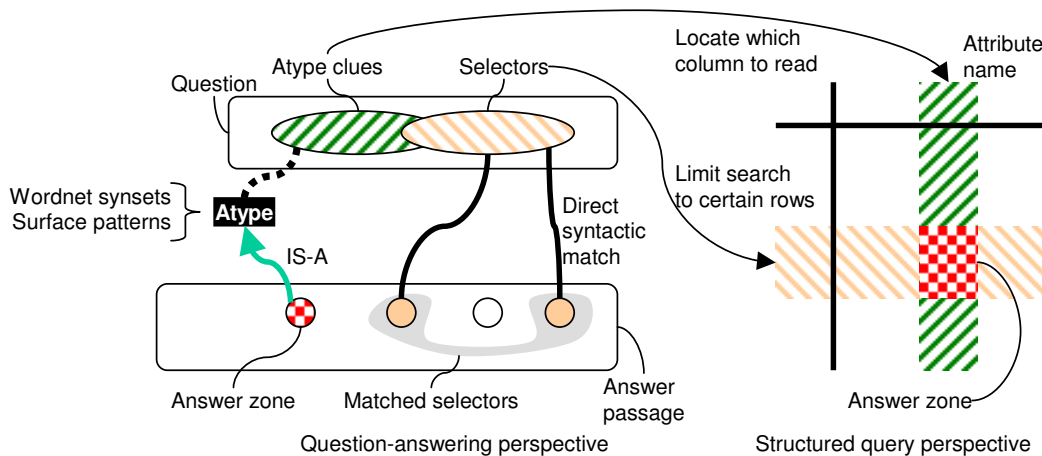 Question
Atype clues
Selectors
Locate which
column to read
Attribute
name
Wordnet synsets
Surface patterns
Atype
IS-A
Direct
syntactic
match
Limit search
to certain rows
Answer zone
Matched selectors
Answer
passage
Answer zone
Question-answering perspective
Structured query perspective